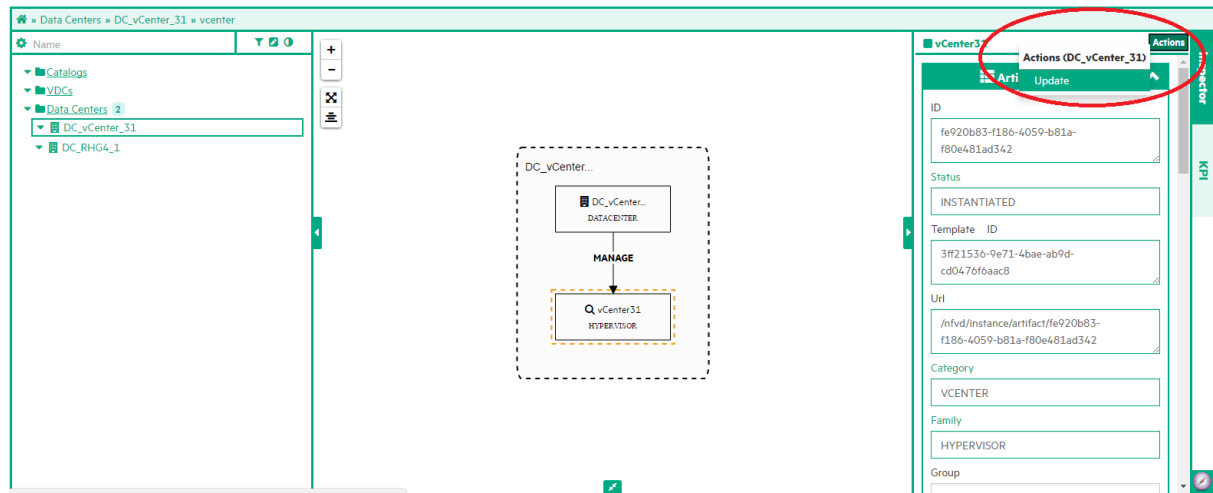 » Data Centers » DC_vCenter_31 » vcenter
Name
Catalogs
VDCs
Data Centers 2
DC_vCenter_31
DC_RHG4_1
+
-
DC_vCenter...
DC_vCenter...
DATACENTER
MANAGE
vCenter31
HYPERVISOR
vCenter31
Actions
Actions (DC_vCenter_31)
Update
Arti
ID
fe920b83-f186-4059-b81a-
f80e481ad342
Status
INSTANTIATED
Template ID
3ff21536-9e71-4bae-ab9d-
cd0476f6aac8
Url
/nfvd/instance/artifact/fe920b83-
f186-4059-b81a-f80e481ad342
Category
VCENTER
Family
HYPERVISOR
Group
Inspector
KPI